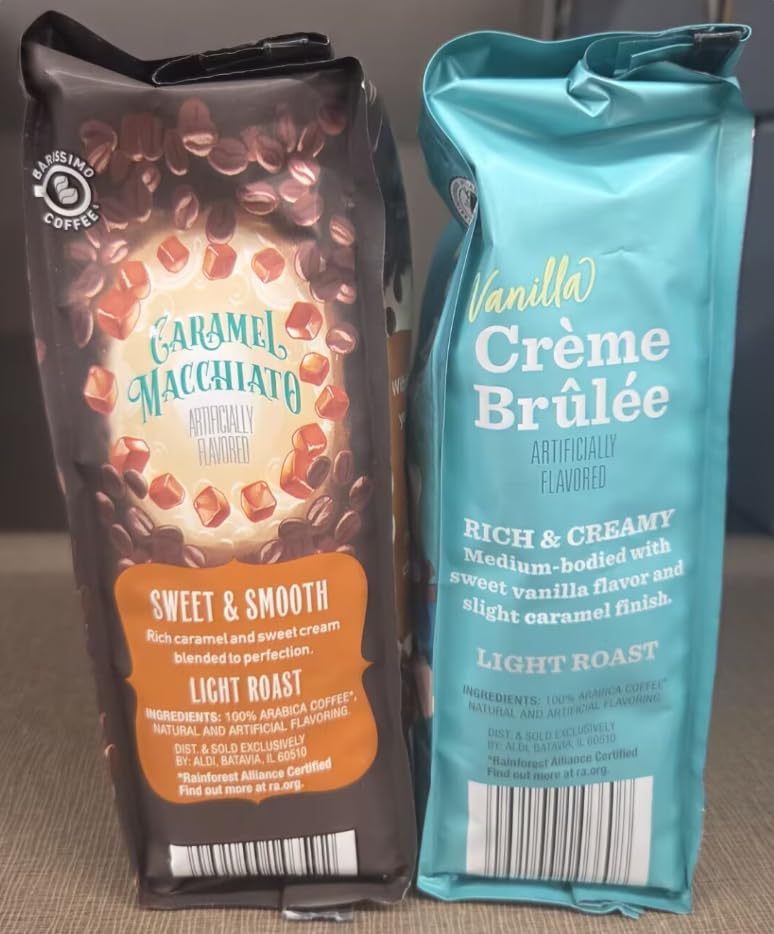 BARISSIMO
COFFEE
CARAMEL
MACCHIATO
ARTIFICIALLY
FLAVORED
SWEET & SMOOTH
Rich caramel and sweet cream
blended to perfection.
LIGHT ROAST
INGREDIENTS: 100% ARABICA COFFEE*,
NATURAL AND ARTIFICIAL FLAVORING.
DIST. & SOLD EXCLUSIVELY
BY: ALDI, BATAVIA, IL 60510
*Rainforest Alliance Certified
Find out more at ra.org.
Vanilla
Crème
Brûlée
ARTIFICIALLY
FLAVORED
RICH & CREAMY
Medium-bodied with
sweet vanilla flavor and
slight caramel finish.
LIGHT ROAST
INGREDIENTS: 100% ARABICA COFFEE*
NATURAL AND ARTIFICIAL FLAVORING.
DIST. & SOLD EXCLUSIVELY
BY: ALDI, BATAVIA, IL 60510
*Rainforest Alliance Certified
Find out more at ra.org.